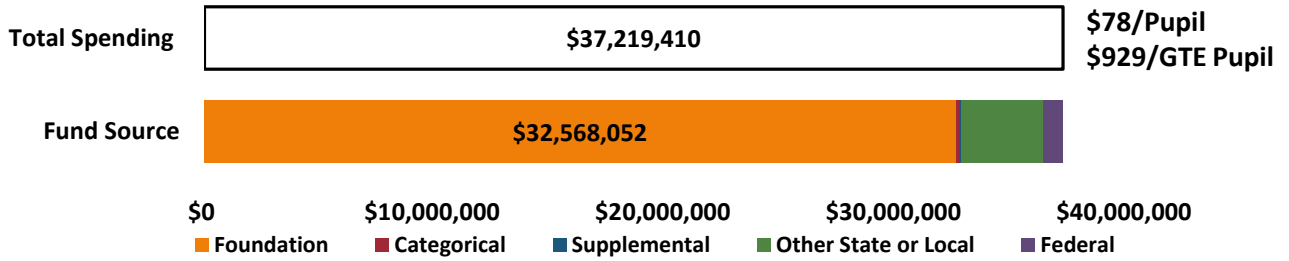 Total Spending $37,219,410 $78/Pupil
$929/GTE Pupil
Fund Source $32,568,052
$0 $10,000,000 $20,000,000 $30,000,000 $40,000,000
Foundation Categorical Supplemental Other State or Local Federal